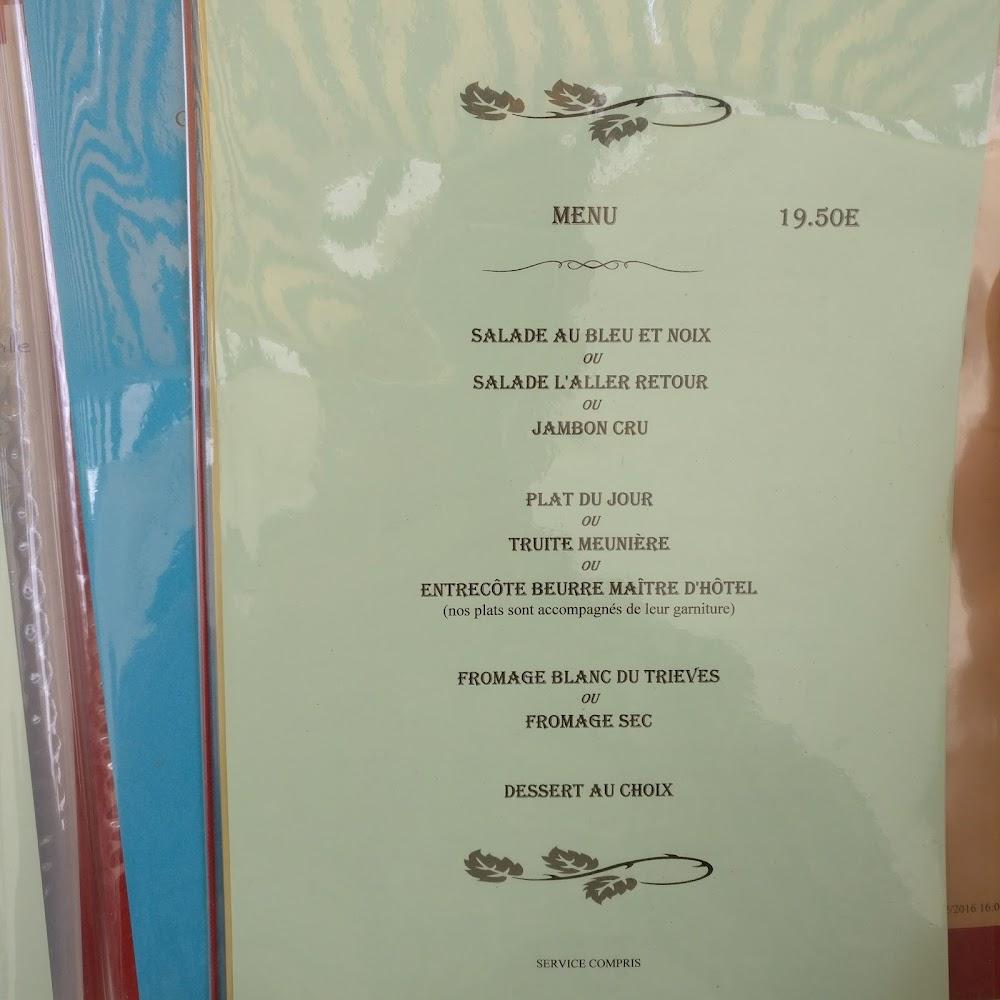 MENU 19.50E
SALADE AU BLEU ET NOIX
OU
SALADE L'ALLER RETOUR
OU
JAMBON CRU
PLAT DU JOUR
OU
TRUITE MEUNIÈRE
OU
ENTRECÔTE BEURRE MAÎTRE D'HÔTEL
(nos plats sont accompagnés de leur garniture)
FROMAGE BLANC DU TRIEVES
OU
FROMAGE SEC
DESSERT AU CHOIX
SERVICE COMPRIS